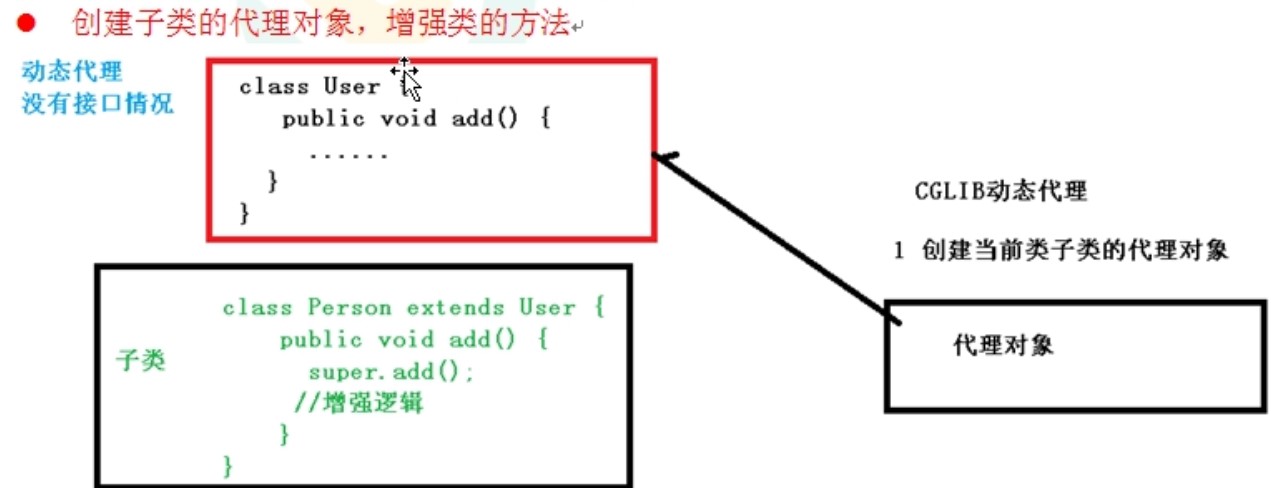 ● 创建子类的代理对象，增强类的方法
动态代理
没有接口情况
class User {
public void add() {
......
}
}
CGLIB动态代理
1 创建当前类子类的代理对象
代理对象
子类
class Person extends User {
public void add() {
super.add();
//增强逻辑
}
}